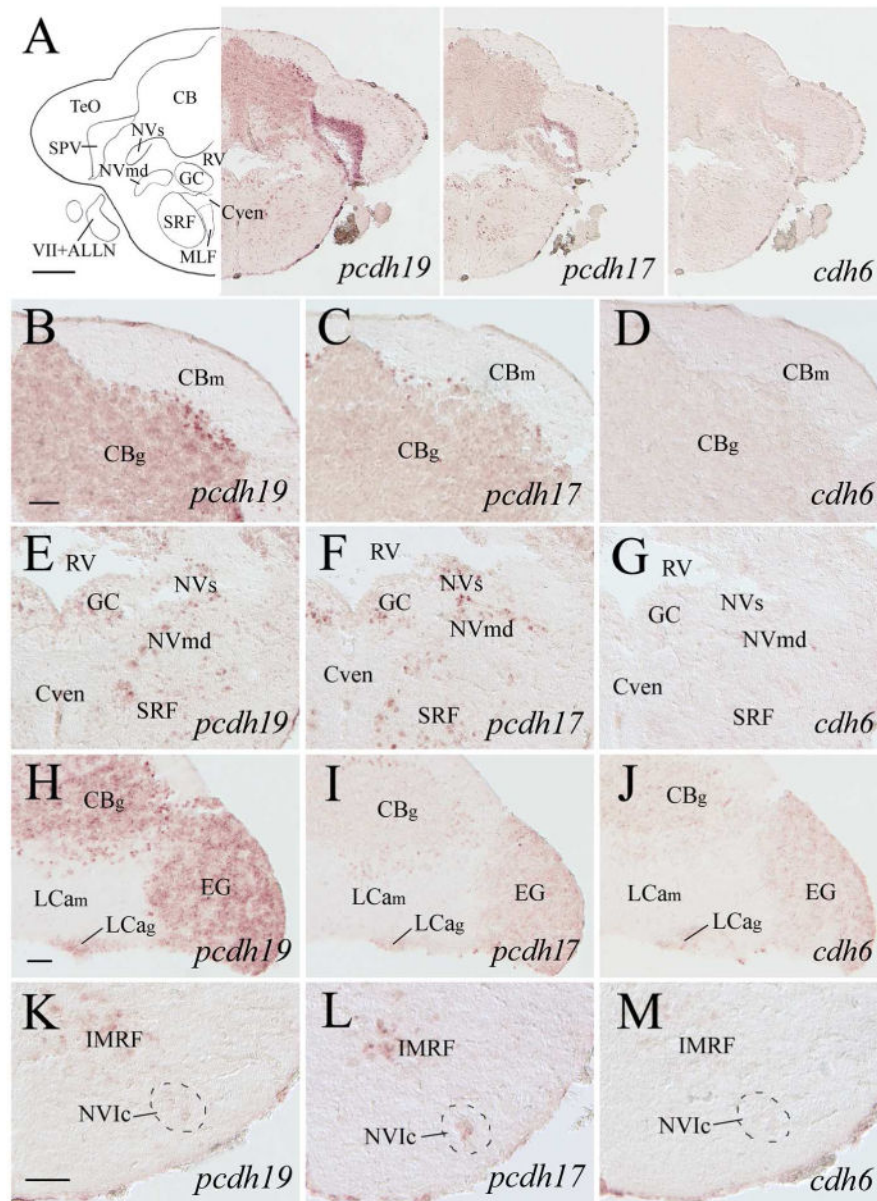 A
TeO
CB
SPV
NVs
RV
NVmd
GC
Cven
SRF
VII+ALLN
MLF
pcdh19
pcdh17
cdh6
B
CBm
CBg
pcdh19
C
CBm
CBg
pcdh17
D
CBm
CBg
cdh6
E
RV
NVs
GC
NVmd
Cven
SRF
pcdh19
F
RV
NVs
GC
NVmd
Cven
SRF
pcdh17
G
RV
NVs
GC
NVmd
Cven
SRF
cdh6
H
CBg
LCam
EG
LCag
pcdh19
I
CBg
LCam
EG
LCag
pcdh17
J
CBg
LCam
EG
LCag
cdh6
K
IMRF
NVIc
pcdh19
L
IMRF
NVIc
pcdh17
M
IMRF
NVIc
cdh6